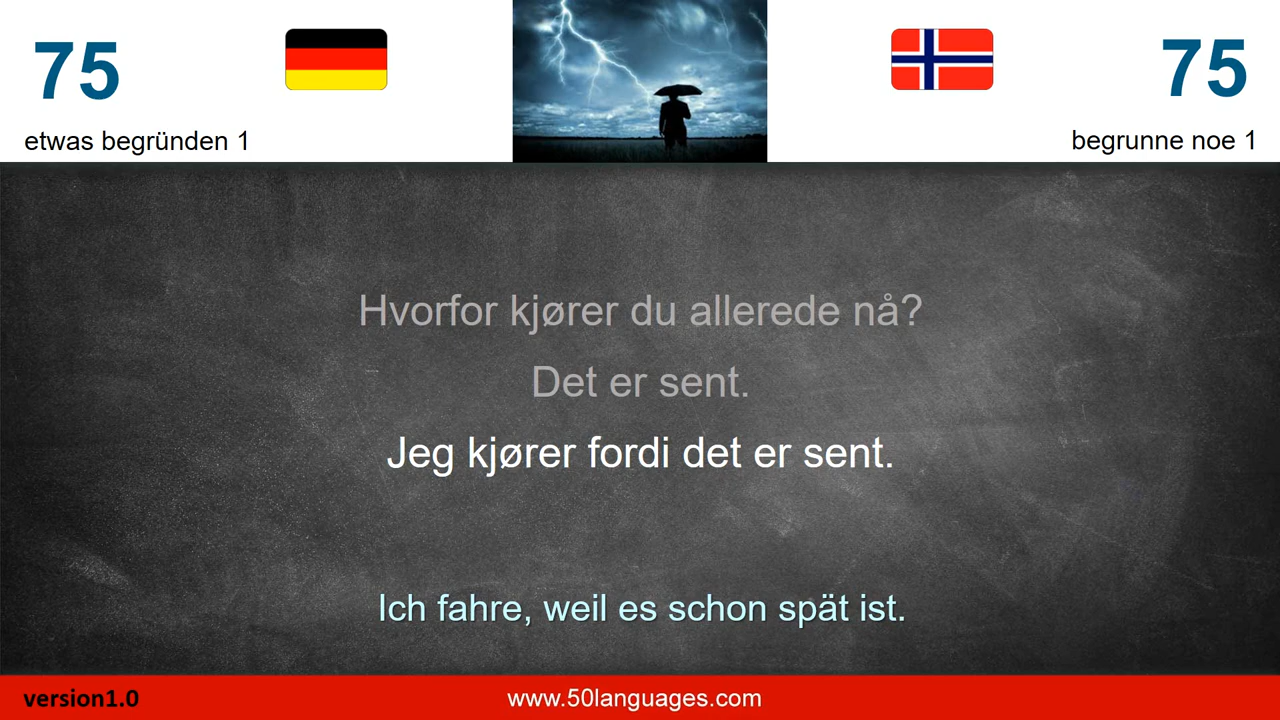 75
75
etwas begründen 1
begrunne noe 1
Hvorfor kjører du allerede nå?
Det er sent.
Jeg kjører fordi det er sent.
Ich fahre, weil es schon spät ist.
version1.0
www.50languages.com